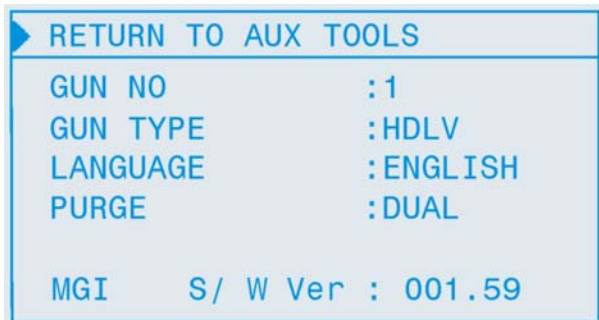 RETURN TO AUX TOOLS
GUN NO :1
GUN TYPE :HDLV
LANGUAGE :ENGLISH
PURGE :DUAL
MGI S/ W Ver : 001.59